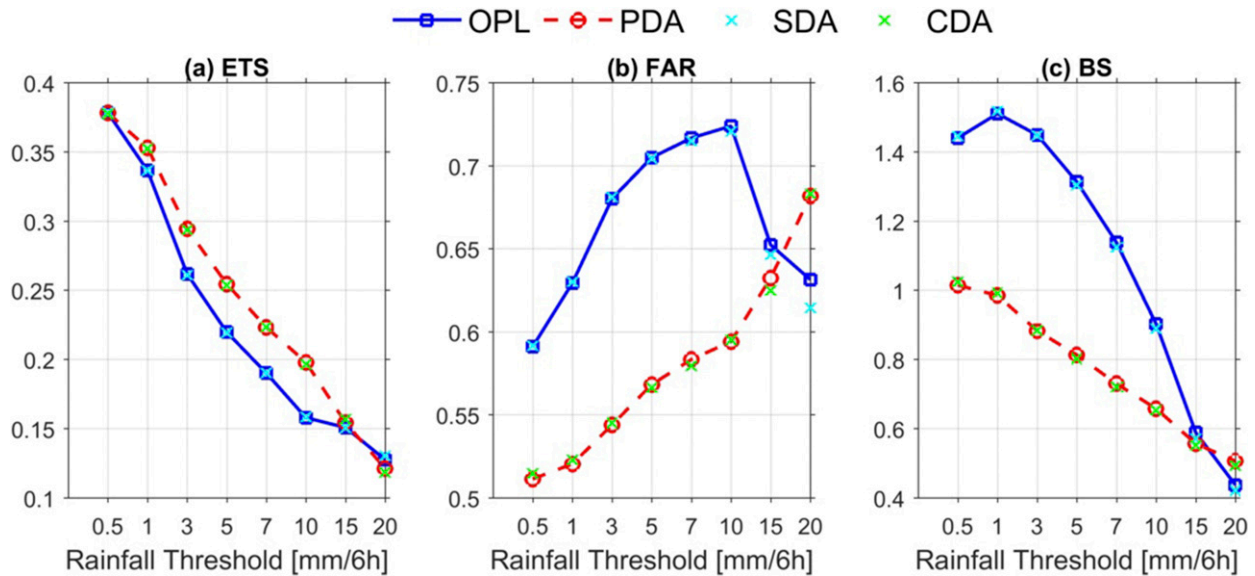 OPL PDA SDA CDA
(a) ETS
0.4
0.35
0.3
0.25
0.2
0.15
0.1
0.5 1 3 5 7 10 15 20
Rainfall Threshold [mm/6h]
(b) FAR
0.75
0.7
0.65
0.6
0.55
0.5
0.5 1 3 5 7 10 15 20
Rainfall Threshold [mm/6h]
(c) BS
1.6
1.4
1.2
1
0.8
0.6
0.4
0.5 1 3 5 7 10 15 20
Rainfall Threshold [mm/6h]